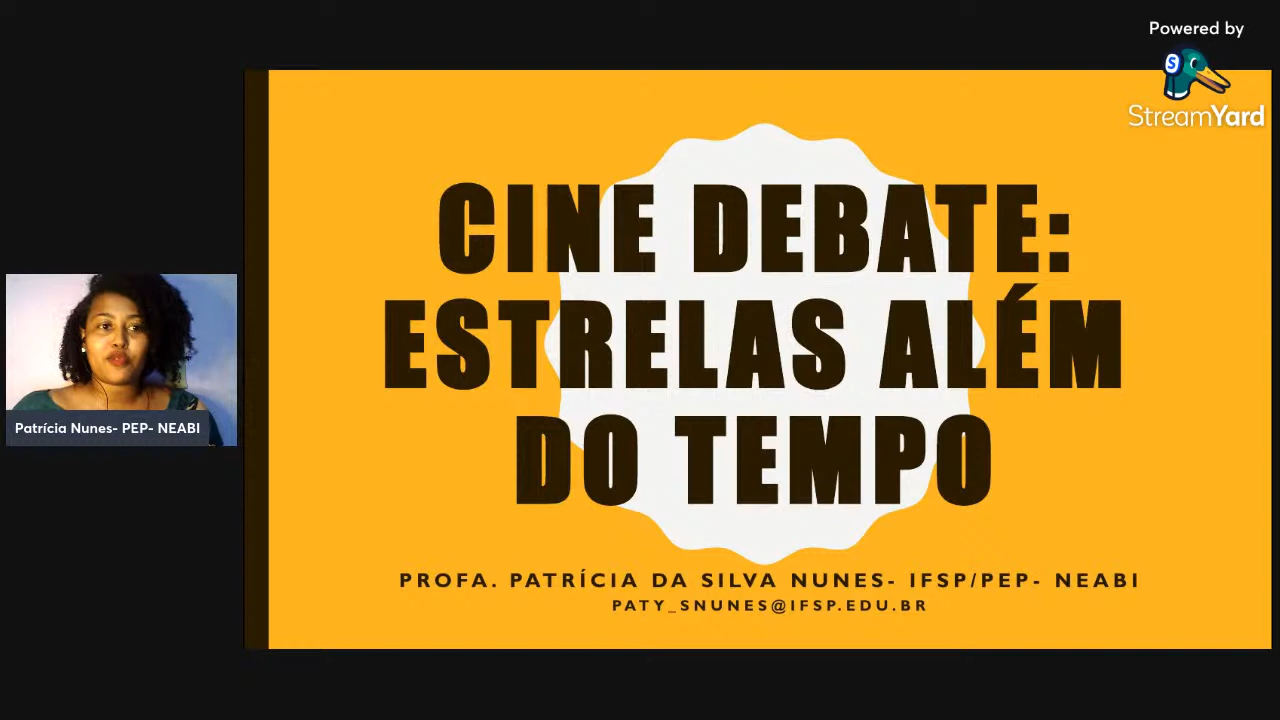 Powered by
S
StreamYard
CINE DEBATE:
ESTRELAS ALÉM
DO TEMPO
PROFA. PATRÍCIA DA SILVA NUNES- IFSP/PEP- NEABI
PATY_SNUNES@IFSP.EDU.BR
Patrícia Nunes- PEP- NEABI